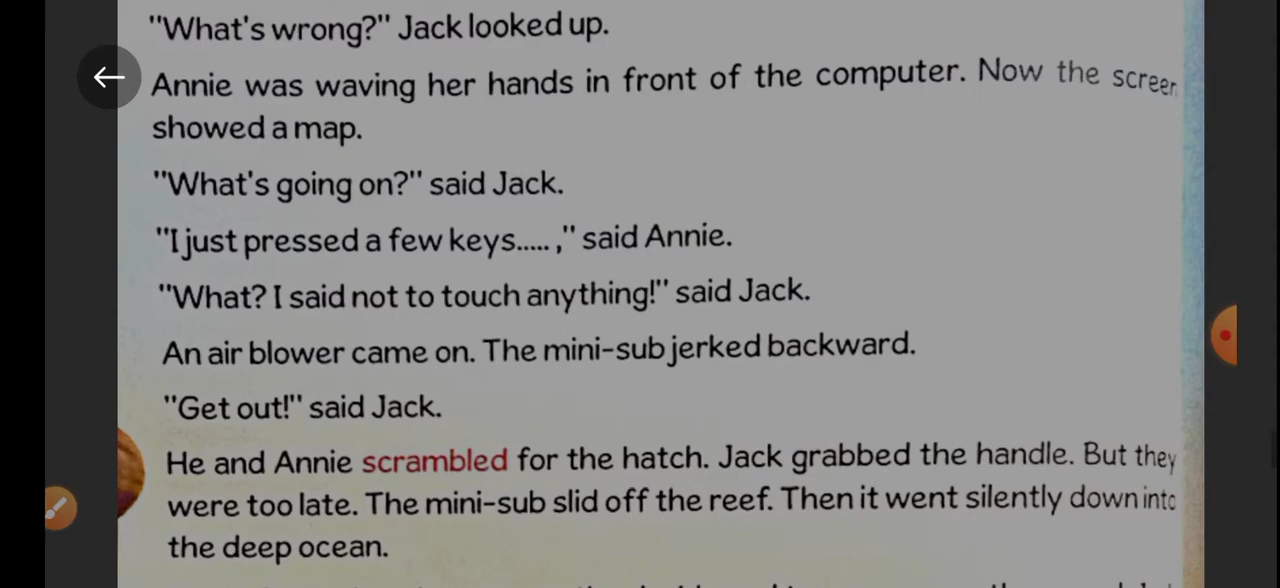 "What's wrong?" Jack looked up.
Annie was waving her hands in front of the computer. Now the screen
showed a map.
"What's going on?" said Jack.
"I just pressed a few keys..... ," said Annie.
"What? I said not to touch anything!" said Jack.
An air blower came on. The mini-sub jerked backward.
"Get out!" said Jack.
He and Annie scrambled for the hatch. Jack grabbed the handle. But they
were too late. The mini-sub slid off the reef. Then it went silently down into
the deep ocean.